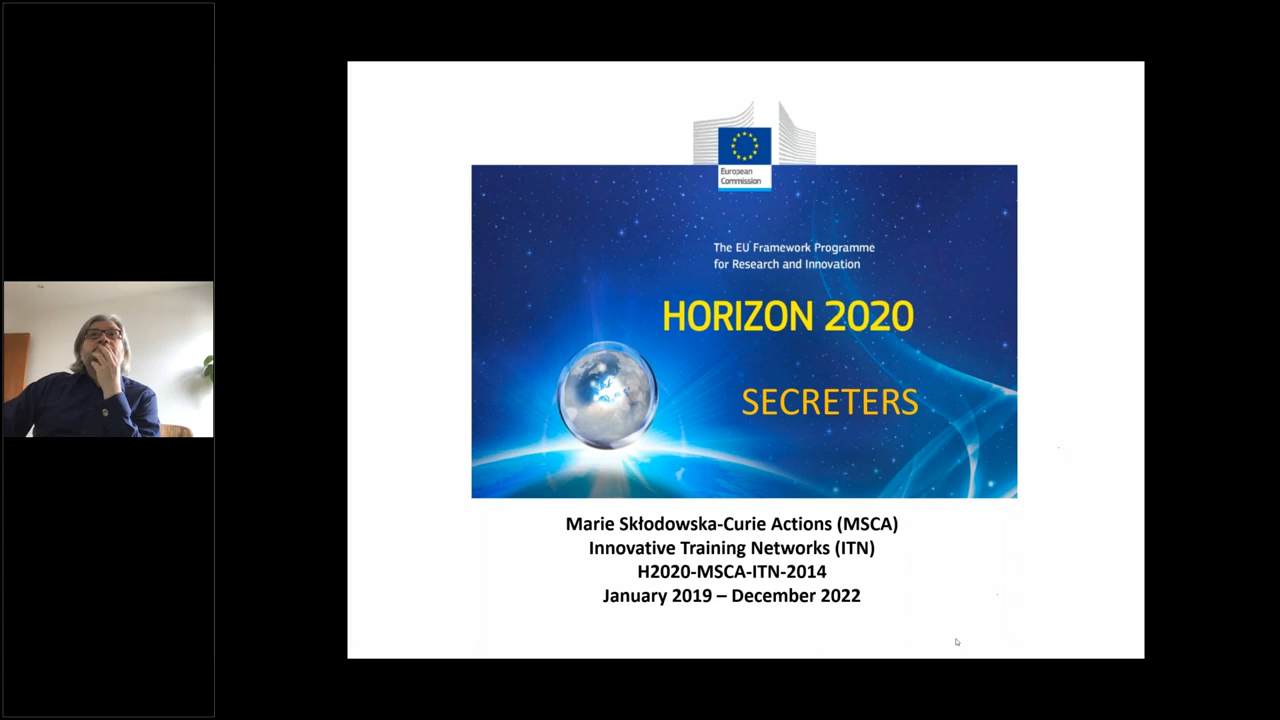 European
Commission
The EU Framework Programme
for Research and Innovation
HORIZON 2020
SECRETERS
Marie Skłodowska-Curie Actions (MSCA)
Innovative Training Networks (ITN)
H2020-MSCA-ITN-2014
January 2019 – December 2022